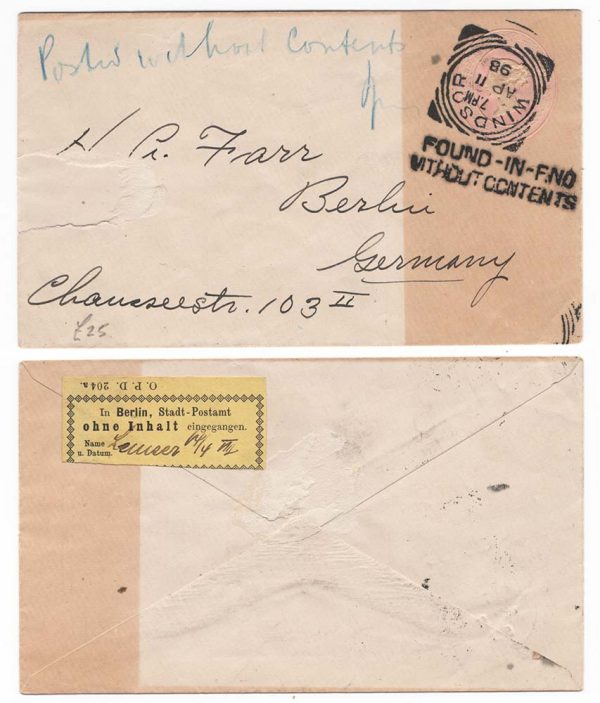 Posted without contents
WINDSOR
7.PM
AP 11
98
FOUND-IN-F.NO
WITHOUT CONTENTS
H Farr
Berlin
Germany
Chausseestr. 103 II
£25
O. P. D. 204a.
In Berlin, Stadt-Postamt
ohne Inhalt eingegangen.
Name
u. Datum.